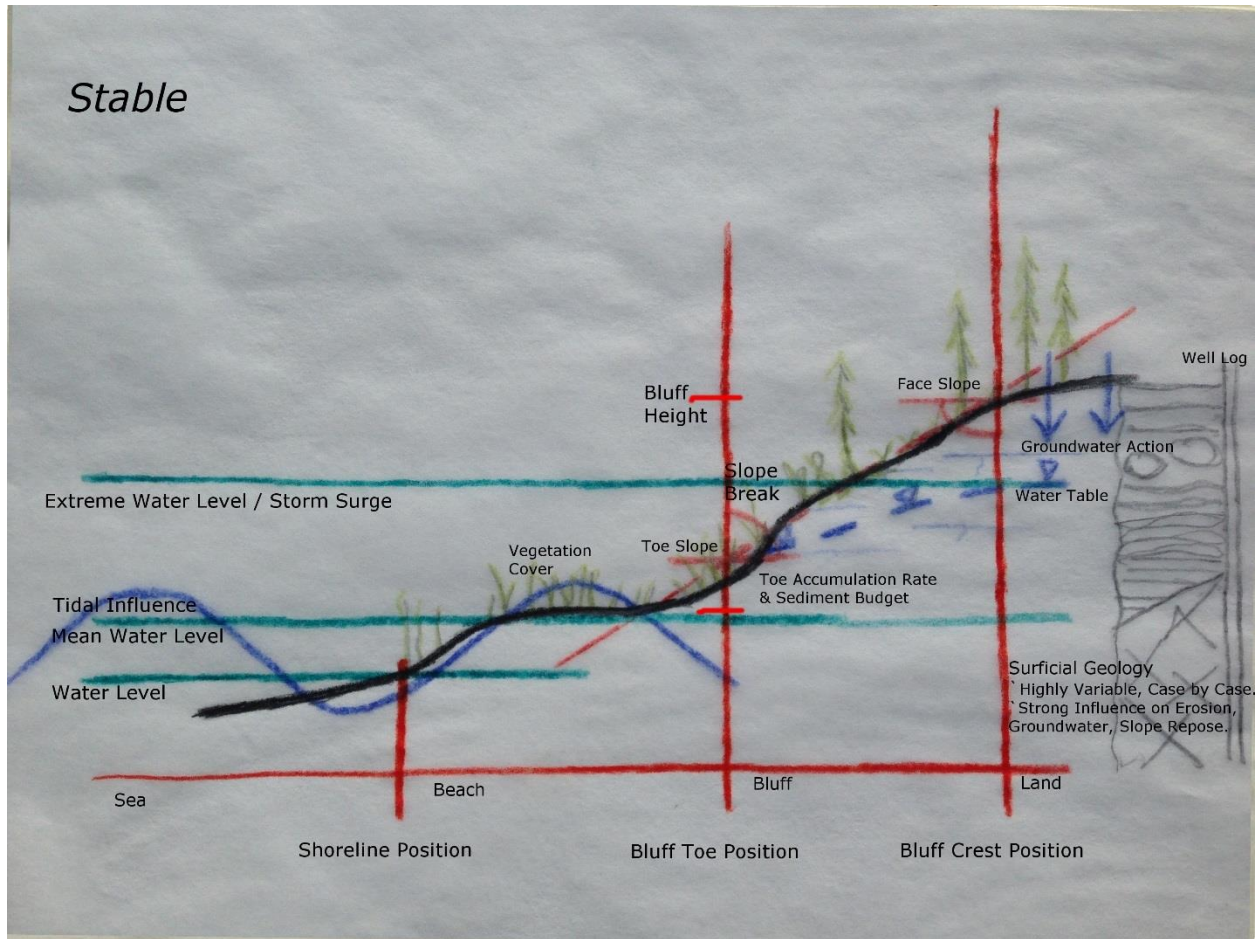 Stable
Well Log
Face Slope
Bluff
Height
Groundwater Action
Slope
Break
Extreme Water Level / Storm Surge
Water Table
Vegetation
Cover
Toe Slope
Toe Accumulation Rate
& Sediment Budget
Tidal Influence
Mean Water Level
Water Level
Surficial Geology
`Highly Variable, Case by Case.
`Strong Influence on Erosion,
Groundwater, Slope Repose.
Sea
Beach
Bluff
Land
Shoreline Position
Bluff Toe Position
Bluff Crest Position